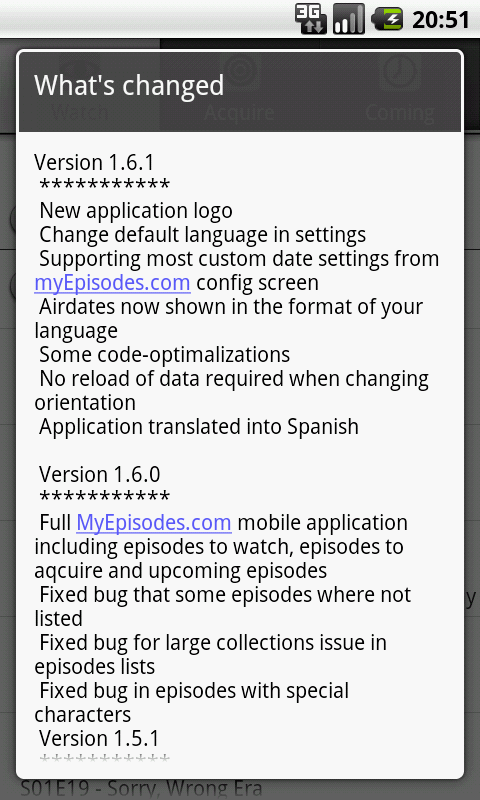 3G 20:51
What's changed
Watch Acquire Coming
Version 1.6.1
***********
New application logo
Change default language in settings
Supporting most custom date settings from
myEpisodes.com config screen
Airdates now shown in the format of your
language
Some code-optimalizations
No reload of data required when changing
orientation
Application translated into Spanish
Version 1.6.0
***********
Full MyEpisodes.com mobile application
including episodes to watch, episodes to
aqcuire and upcoming episodes
Fixed bug that some episodes where not
listed
Fixed bug for large collections issue in
episodes lists
Fixed bug in episodes with special
characters
Version 1.5.1
***********
S01E19 - Sorry, Wrong Era